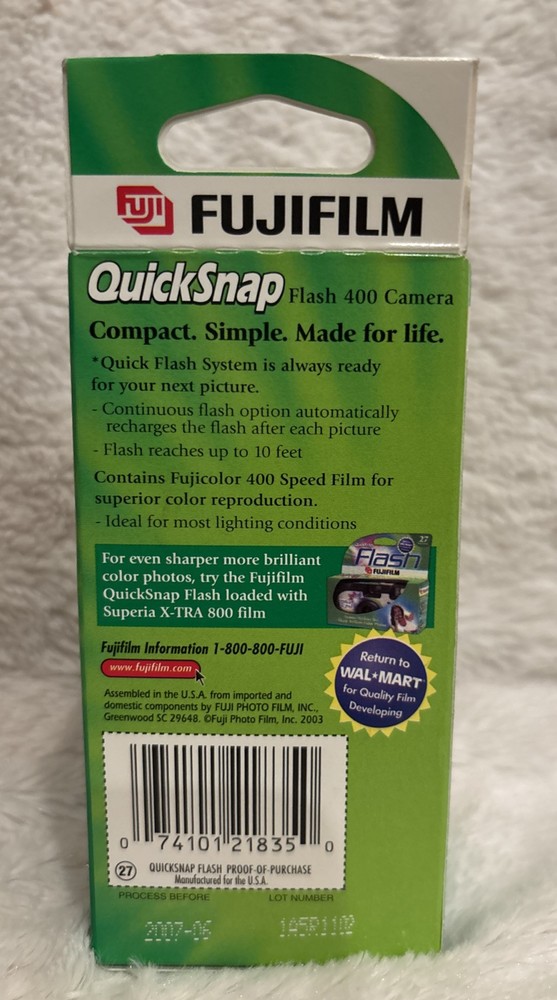 FUJI FUJIFILM
QuickSnap Flash 400 Camera
Compact. Simple. Made for life.
*Quick Flash System is always ready
for your next picture.
- Continuous flash option automatically
recharges the flash after each picture
- Flash reaches up to 10 feet
Contains Fujicolor 400 Speed Film for
superior color reproduction.
- Ideal for most lighting conditions
For even sharper more brilliant
color photos, try the Fujifilm
QuickSnap Flash loaded with
Superia X-TRA 800 film
27
Flash
FUJIFILM
Fujifilm Information 1-800-800-FUJI
www.fujifilm.com
Return to
WAL★MART
for Quality Film
Developing
Assembled in the U.S.A. from imported and
domestic components by FUJI PHOTO FILM, INC.,
Greenwood SC 29648. ©Fuji Photo Film, Inc. 2003
0 74101 21835 0
27 QUICKSNAP FLASH PROOF-OF-PURCHASE
Manufactured for the U.S.A.
PROCESS BEFORE LOT NUMBER
2007-06 1A5R1102